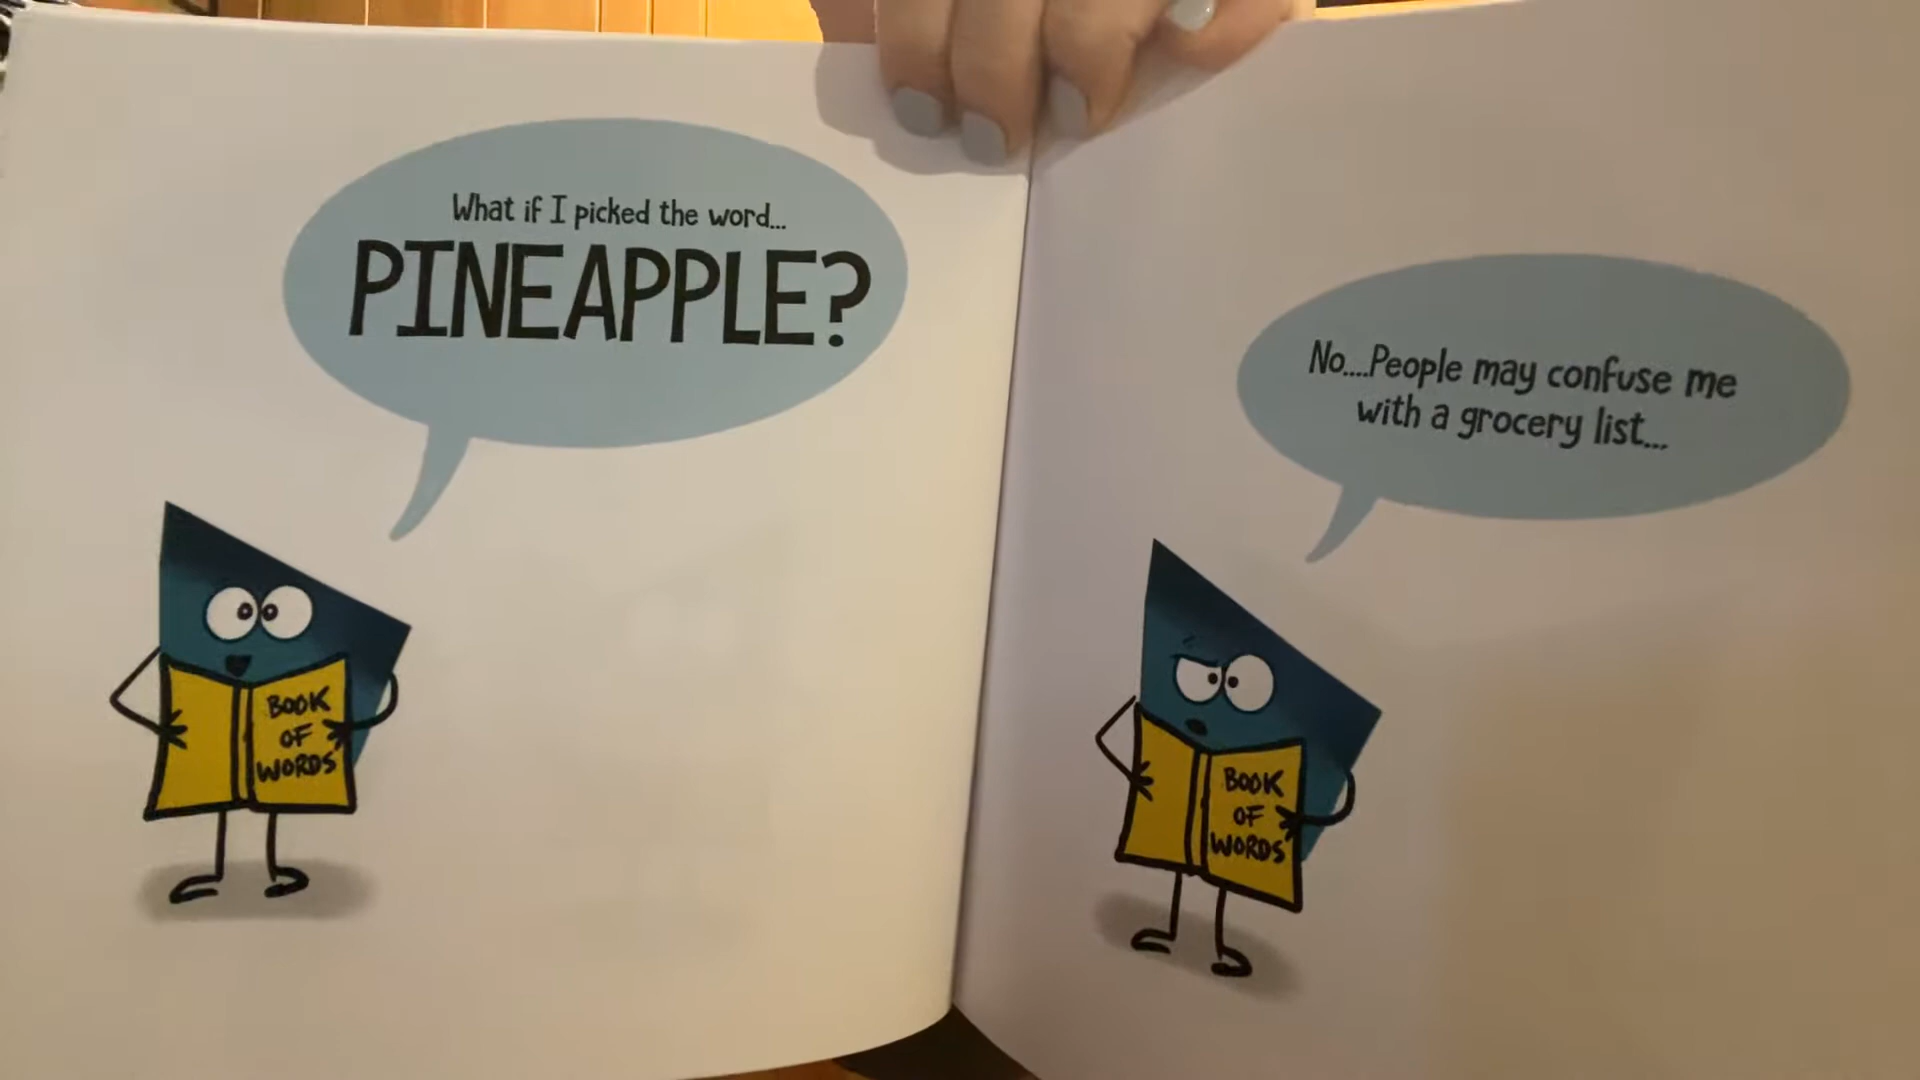 What if I picked the word...
PINEAPPLE?
BOOK
OF
WORDS
No....People may confuse me
with a grocery list...
BOOK
OF
WORDS